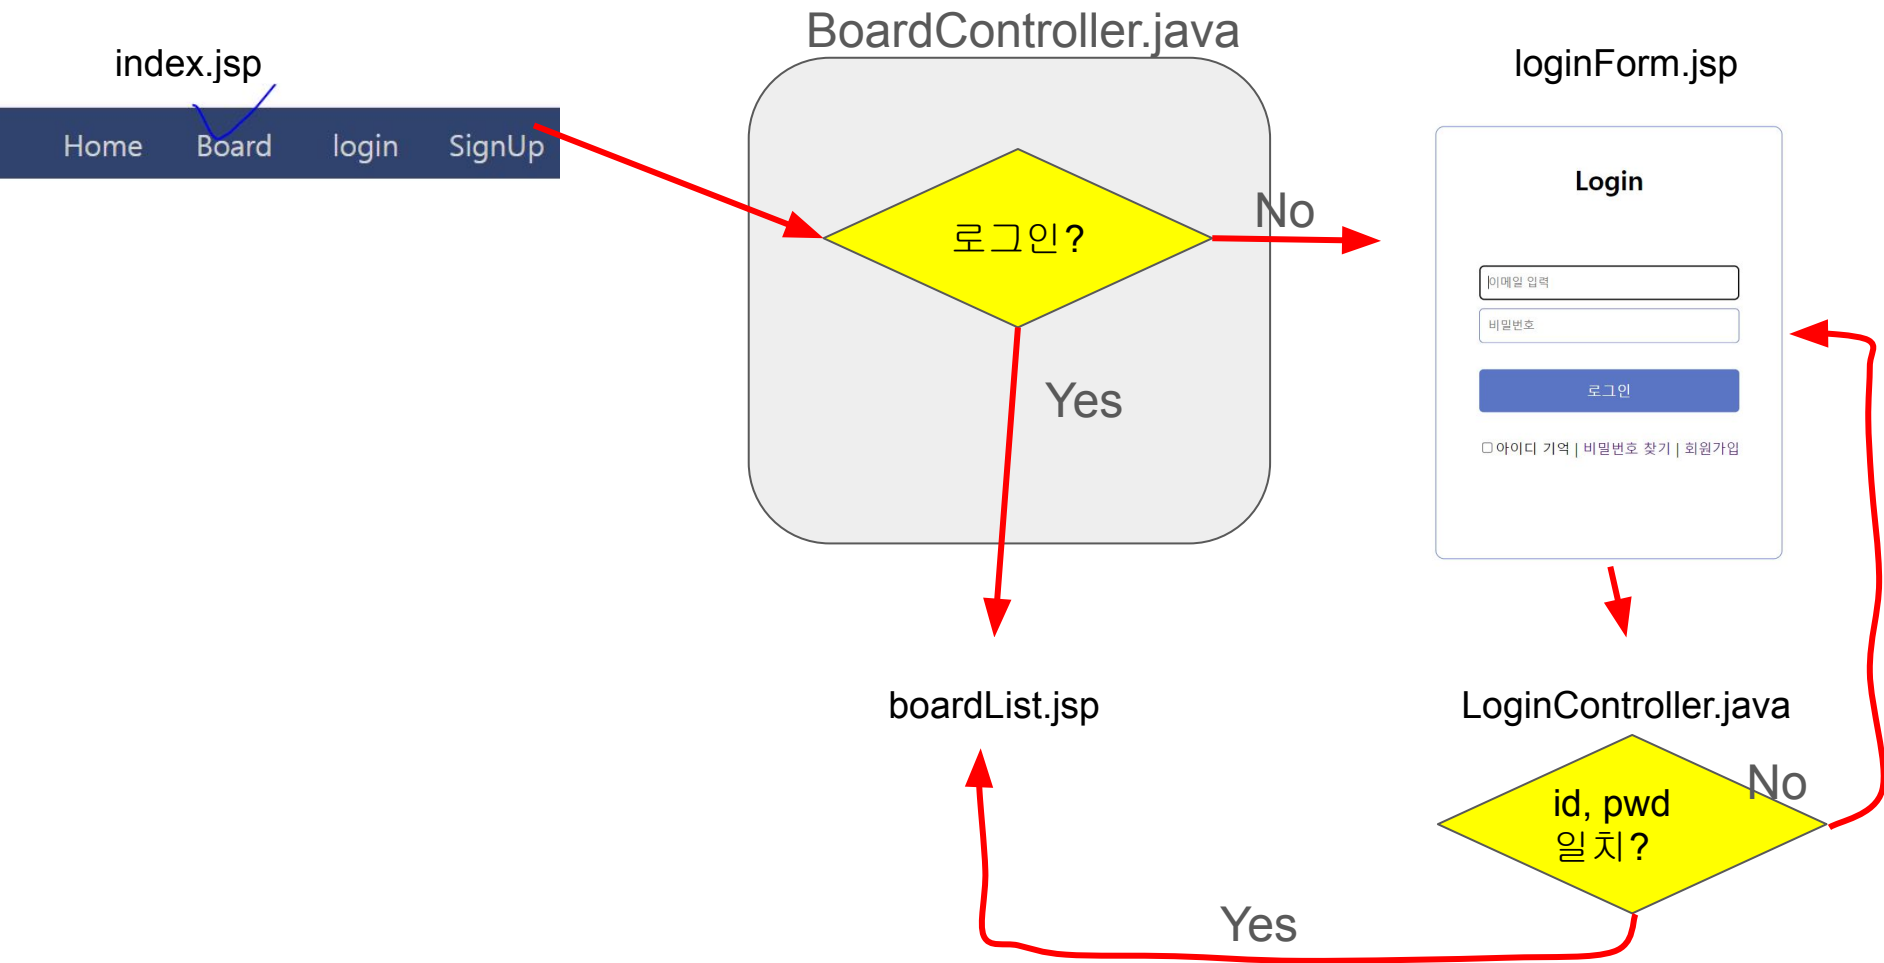 BoardController.java
index.jsp
loginForm.jsp
Home Board login SignUp
Login
로그인?
No
이메일 입력
비밀번호
Yes
로그인
아이디 기억 | 비밀번호 찾기 | 회원가입
boardList.jsp
LoginController.java
id, pwd
일치?
No
Yes